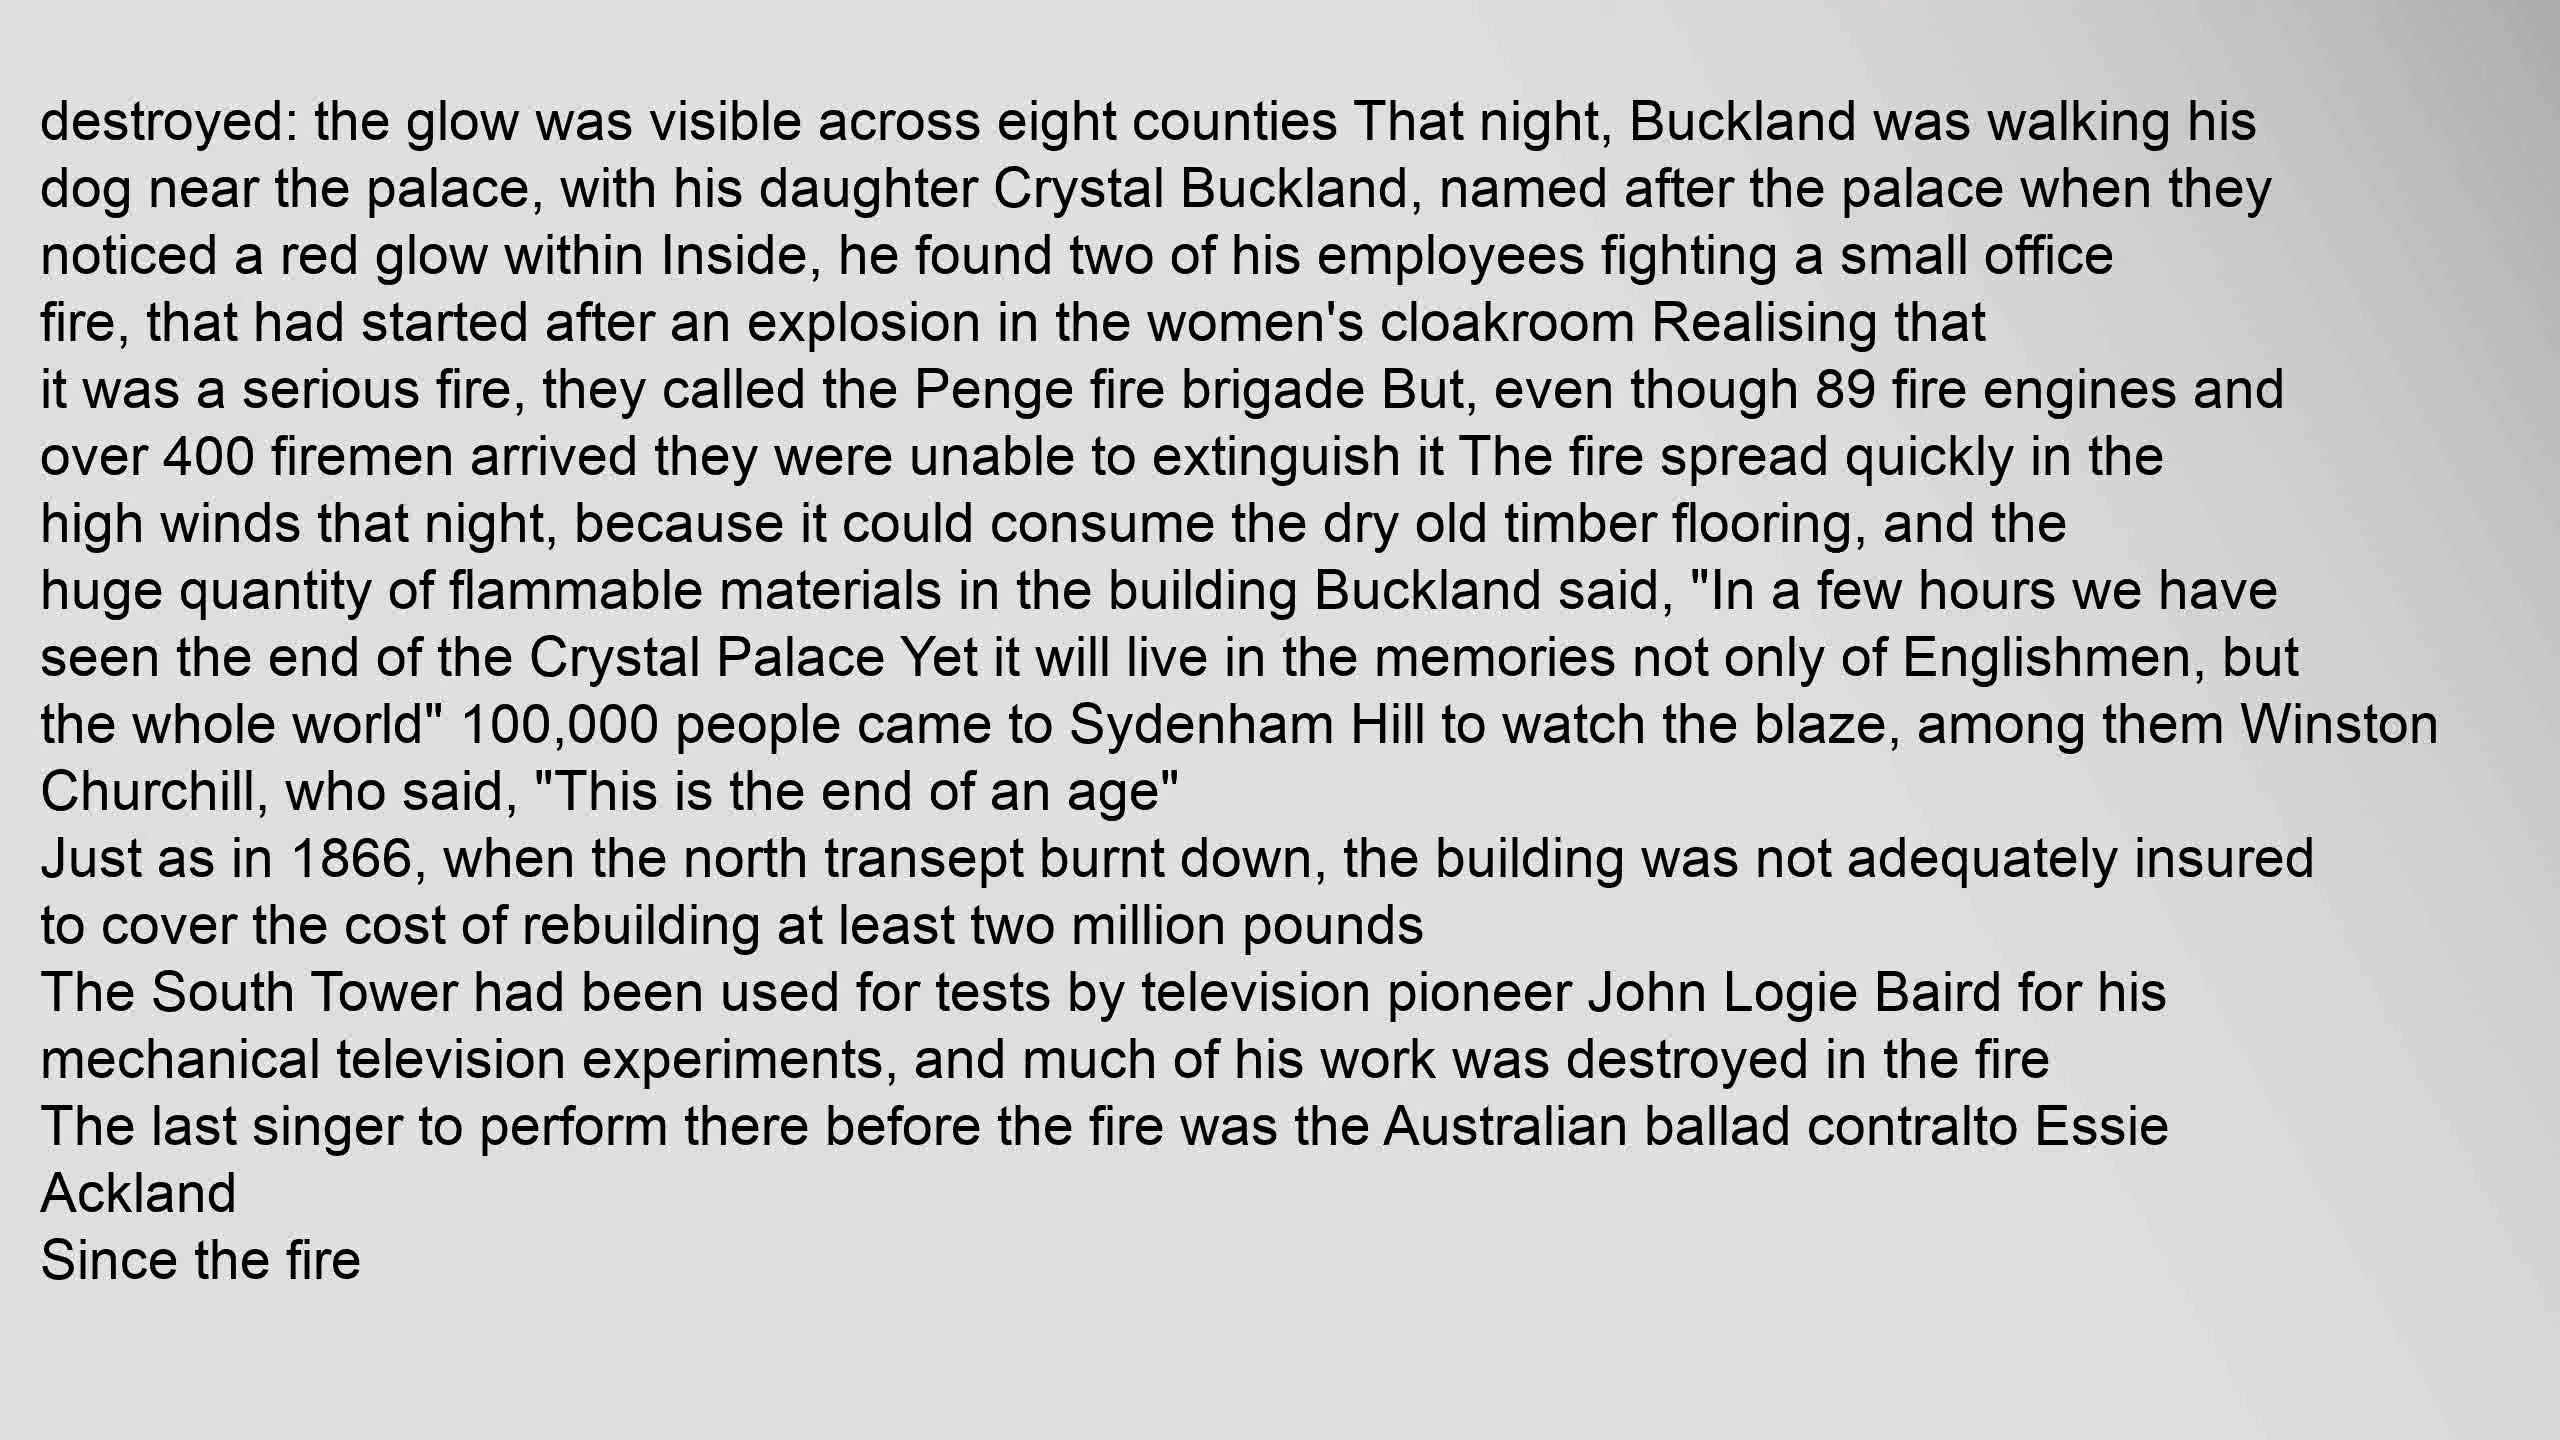 destroyed: the glow was visible across eight counties That night, Buckland was walking his
dog near the palace, with his daughter Crystal Buckland, named after the palace when they
noticed a red glow within Inside, he found two of his employees fighting a small office
fire, that had started after an explosion in the women's cloakroom Realising that
it was a serious fire, they called the Penge fire brigade But, even though 89 fire engines and
over 400 firemen arrived they were unable to extinguish it The fire spread quickly in the
high winds that night, because it could consume the dry old timber flooring, and the
huge quantity of flammable materials in the building Buckland said, "In a few hours we have
seen the end of the Crystal Palace Yet it will live in the memories not only of Englishmen, but
the whole world" 100,000 people came to Sydenham Hill to watch the blaze, among them Winston
Churchill, who said, "This is the end of an age"
Just as in 1866, when the north transept burnt down, the building was not adequately insured
to cover the cost of rebuilding at least two million pounds
The South Tower had been used for tests by television pioneer John Logie Baird for his
mechanical television experiments, and much of his work was destroyed in the fire
The last singer to perform there before the fire was the Australian ballad contralto Essie
Ackland
Since the fire